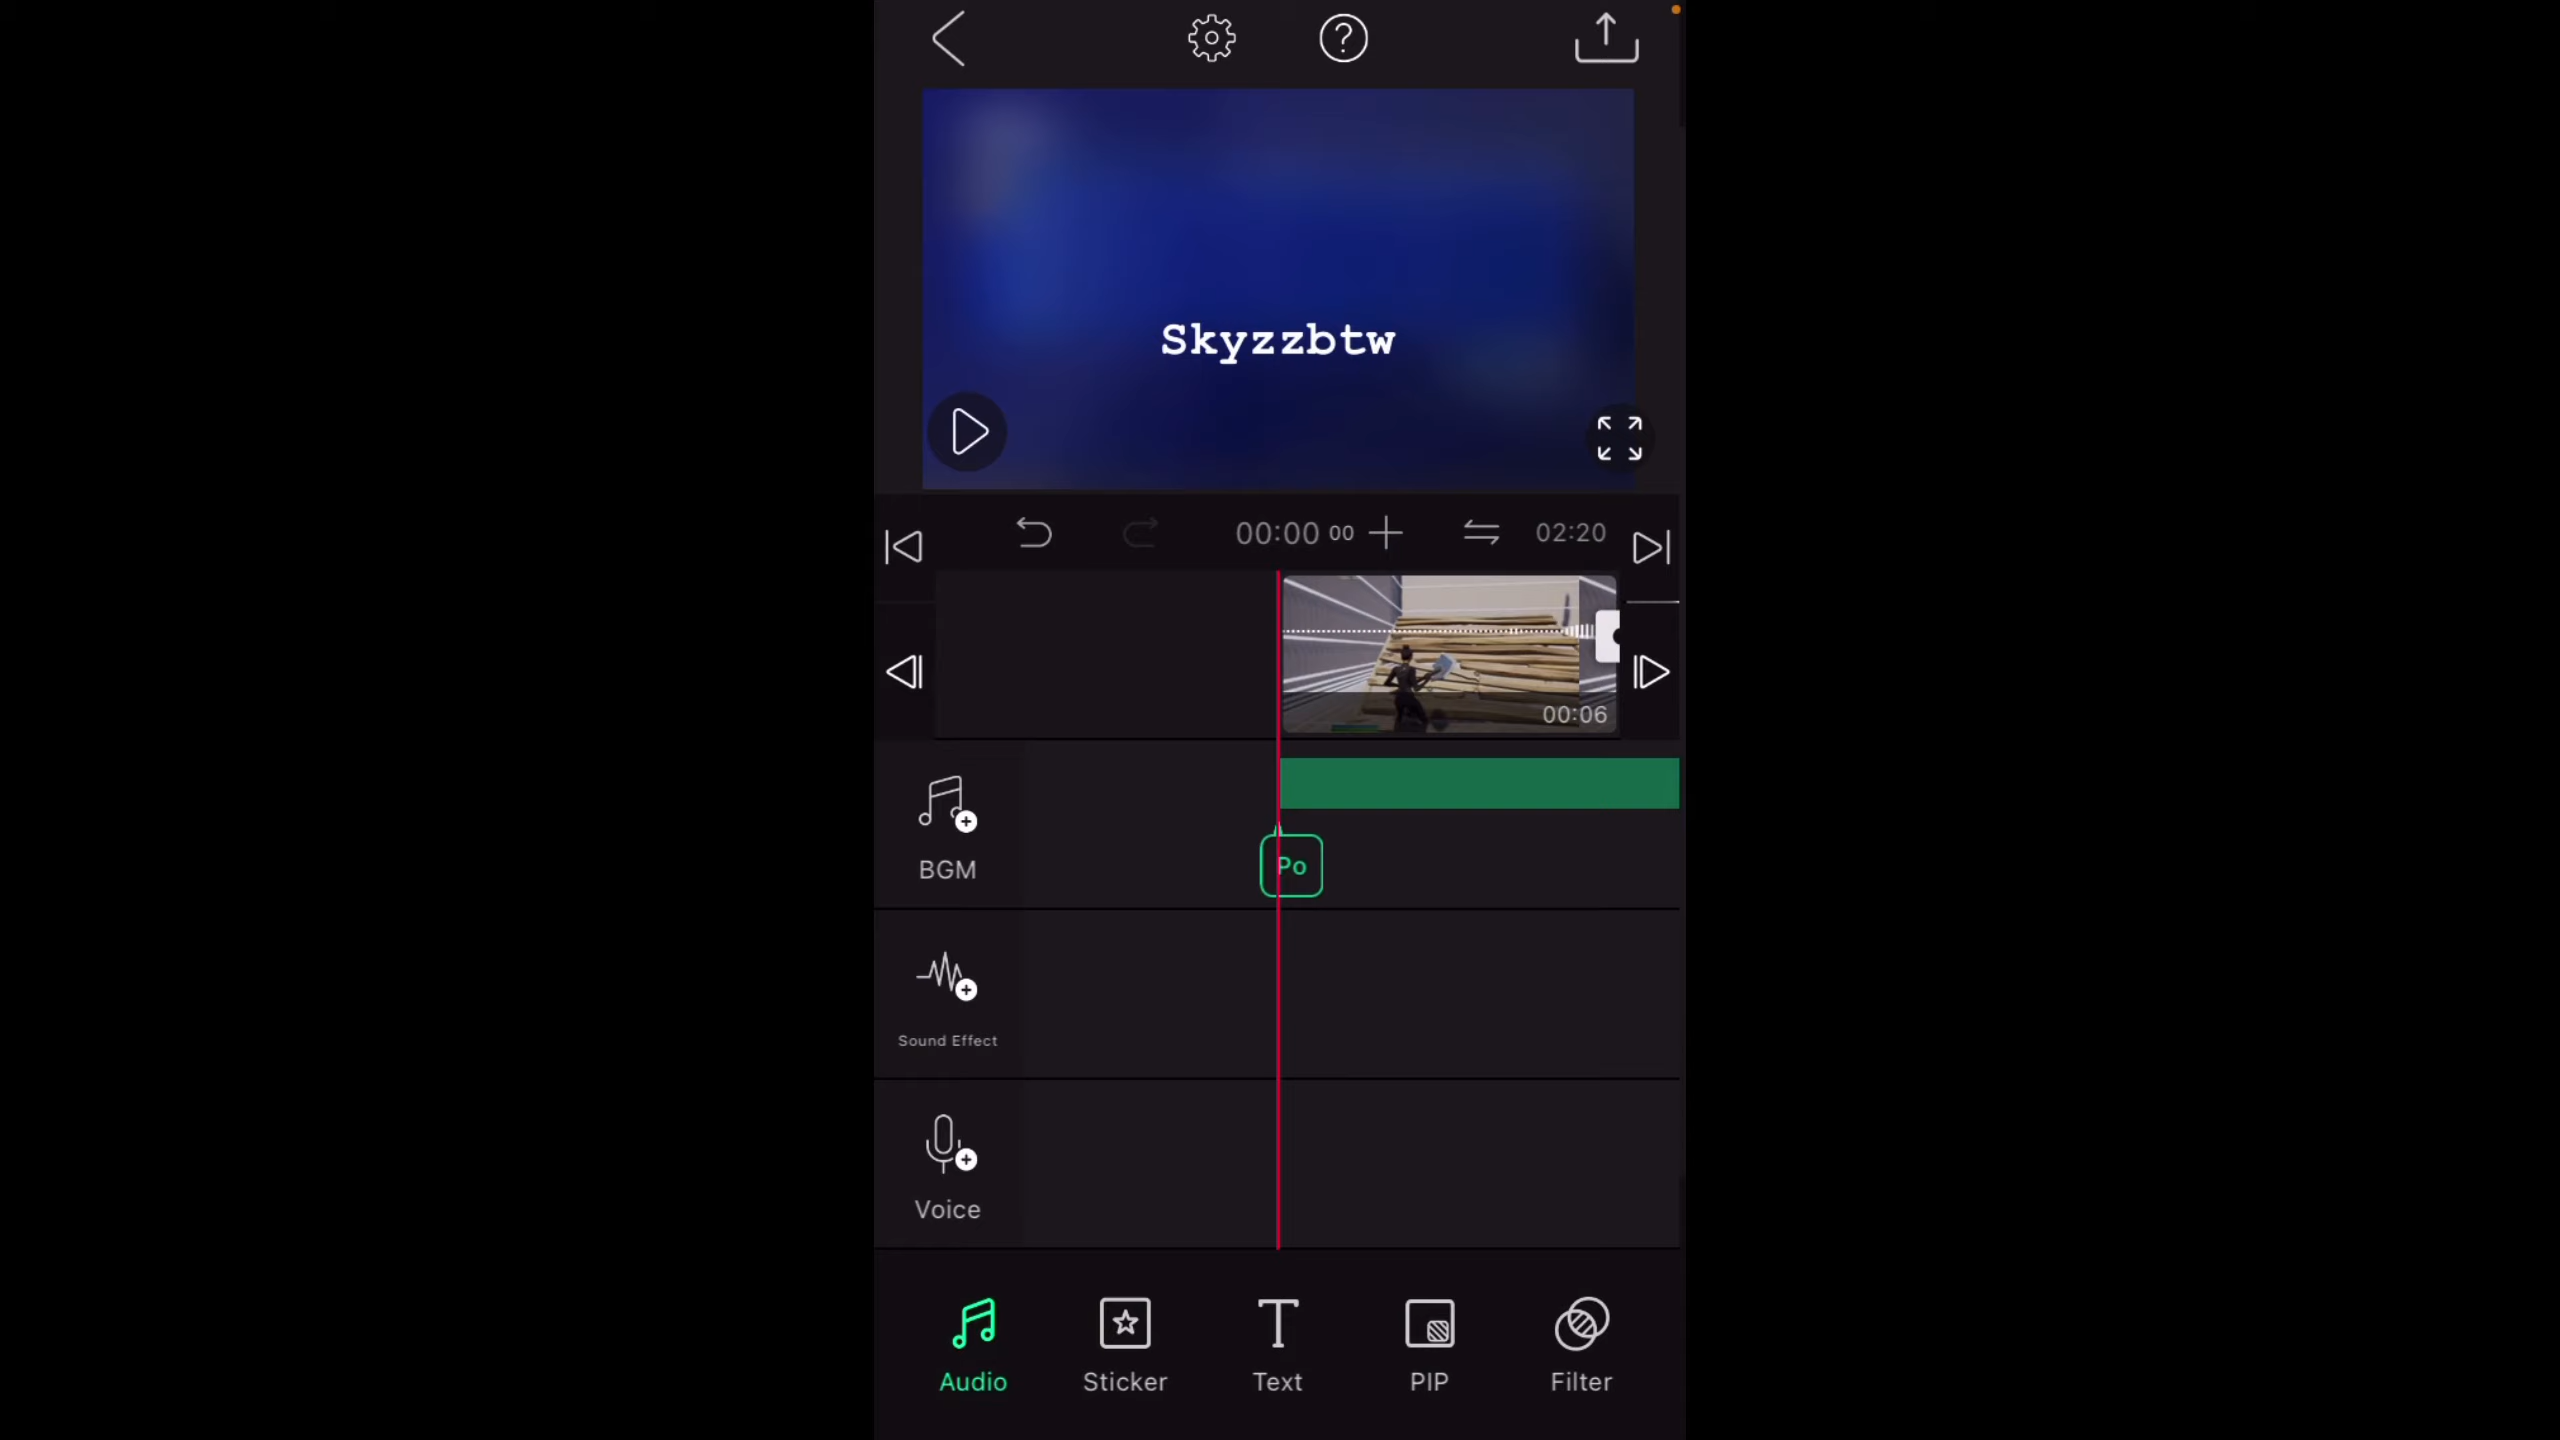 Skyzzbtw
00:00 00
02:20
00:06
BGM
Po
Sound Effect
Voice
Audio
Sticker
Text
PIP
Filter